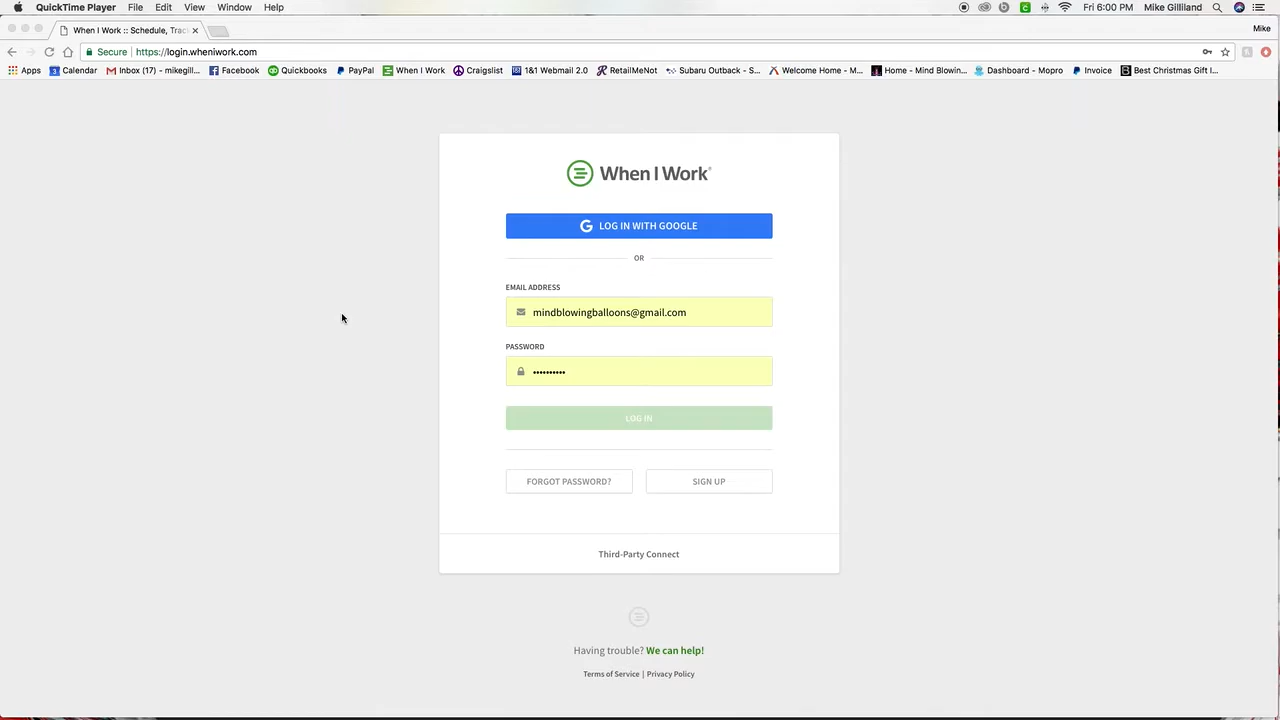 QuickTime Player File Edit View Window Help Fri 6:00 PM Mike Gilliland
When I Work :: Schedule, Trac Mike
Secure https://login.wheniwork.com
Apps Calendar Inbox (17) - mikegill... Facebook Quickbooks PayPal When I Work Craigslist 1&1 Webmail 2.0 RetailMeNot Subaru Outback - S... Welcome Home - M... Home - Mind Blowin... Dashboard - Mopro Invoice Best Christmas Gift I...
When I Work
LOG IN WITH GOOGLE
OR
EMAIL ADDRESS
mindblowingballoons@gmail.com
PASSWORD
••••••••••
LOG IN
FORGOT PASSWORD? SIGN UP
Third-Party Connect
Having trouble? We can help!
Terms of Service | Privacy Policy